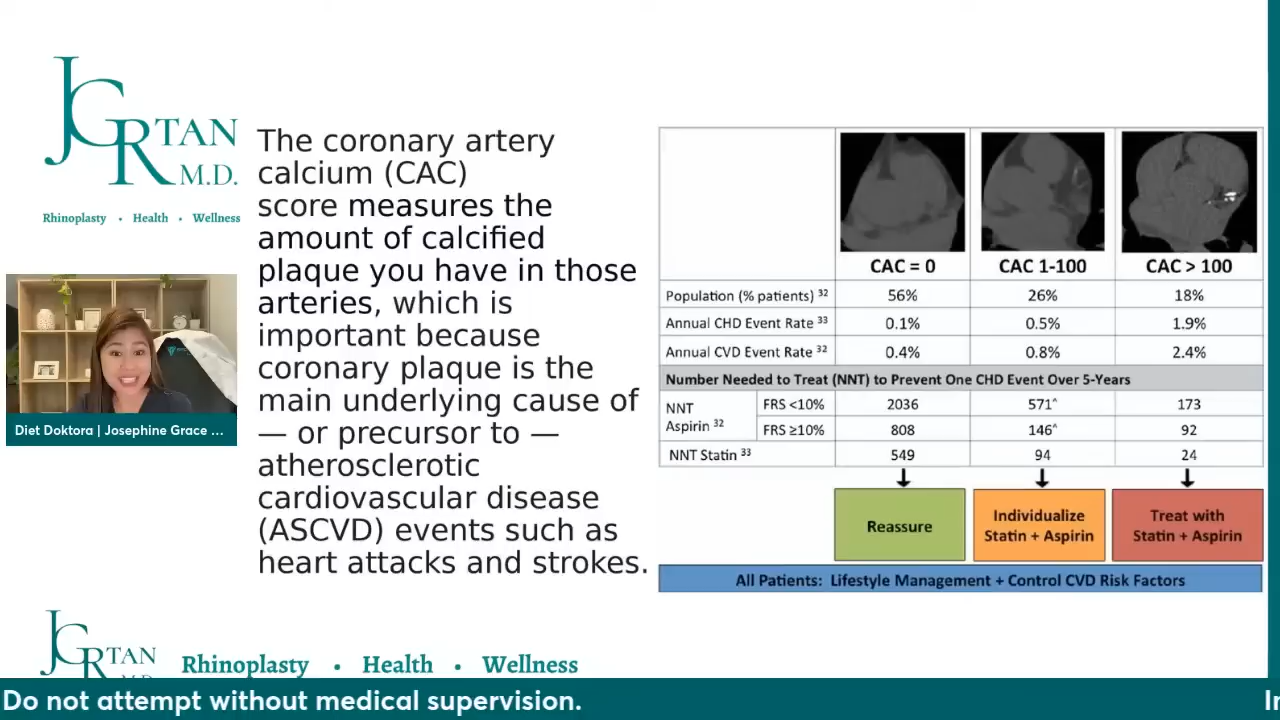 JGRTAN
M.D.
Rhinoplasty • Health • Wellness
Diet Doktora | Josephine Grace ...
The coronary artery
calcium (CAC)
score measures the
amount of calcified
plaque you have in those
arteries, which is
important because
coronary plaque is the
main underlying cause of
— or precursor to —
atherosclerotic
cardiovascular disease
(ASCVD) events such as
heart attacks and strokes.
CAC = 0 CAC 1-100 CAC > 100
Population (% patients) 32 56% 26% 18%
Annual CHD Event Rate 33 0.1% 0.5% 1.9%
Annual CVD Event Rate 32 0.4% 0.8% 2.4%
Number Needed to Treat (NNT) to Prevent One CHD Event Over 5-Years
NNT Aspirin 32 FRS <10% 2036 571^ 173
FRS ≥10% 808 146^ 92
NNT Statin 33 549 94 24
Reassure
Individualize
Statin + Aspirin
Treat with
Statin + Aspirin
All Patients: Lifestyle Management + Control CVD Risk Factors
JGRTAN
M.D.
Rhinoplasty • Health • Wellness
Do not attempt without medical supervision.